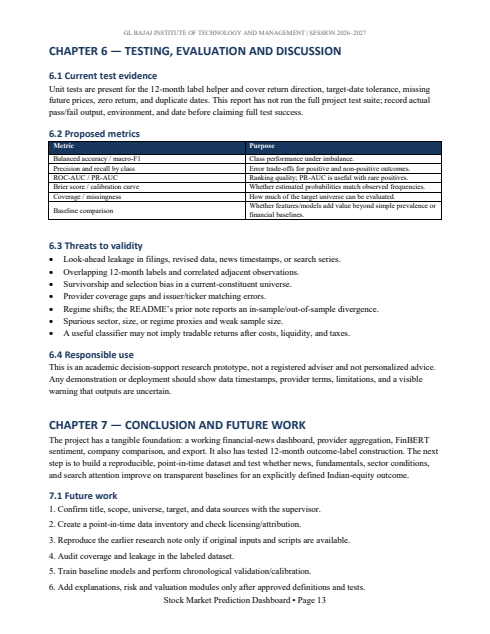 GL BAJAJ INSTITUTE OF TECHNOLOGY AND MANAGEMENT | SESSION 2026-2027
CHAPTER 6 — TESTING, EVALUATION AND DISCUSSION
6.1 Current test evidence
Unit tests are present for the 12-month label helper and cover return direction, target-date tolerance, missing
future prices, zero return, and duplicate dates. This report has not run the full project test suite; record actual
pass/fail output, environment, and date before claiming full test success.
6.2 Proposed metrics
Metric Purpose
Balanced accuracy / macro-F1 Class performance under imbalance.
Precision and recall by class Error trade-offs for positive and non-positive outcomes.
ROC-AUC / PR-AUC Ranking quality; PR-AUC is useful with rare positives.
Brier score / calibration curve Whether estimated probabilities match observed frequencies.
Coverage / missingness How much of the target universe can be evaluated.
Baseline comparison Whether features/models add value beyond simple prevalence or
financial baselines.
6.3 Threats to validity
• Look-ahead leakage in filings, revised data, news timestamps, or search series.
• Overlapping 12-month labels and correlated adjacent observations.
• Survivorship and selection bias in a current-constituent universe.
• Provider coverage gaps and issuer/ticker matching errors.
• Regime shifts; the README's prior note reports an in-sample/out-of-sample divergence.
• Spurious sector, size, or regime proxies and weak sample size.
• A useful classifier may not imply tradable returns after costs, liquidity, and taxes.
6.4 Responsible use
This is an academic decision-support research prototype, not a registered adviser and not personalized advice.
Any demonstration or deployment should show data timestamps, provider terms, limitations, and a visible
warning that outputs are uncertain.
CHAPTER 7 — CONCLUSION AND FUTURE WORK
The project has a tangible foundation: a working financial-news dashboard, provider aggregation, FinBERT
sentiment, company comparison, and export. It also has tested 12-month outcome-label construction. The next
step is to build a reproducible, point-in-time dataset and test whether news, fundamentals, sector conditions,
and search attention improve on transparent baselines for an explicitly defined Indian-equity outcome.
7.1 Future work
1. Confirm title, scope, universe, target, and data sources with the supervisor.
2. Create a point-in-time data inventory and check licensing/attribution.
3. Reproduce the earlier research note only if original inputs and scripts are available.
4. Audit coverage and leakage in the labeled dataset.
5. Train baseline models and perform chronological validation/calibration.
6. Add explanations, risk and valuation modules only after approved definitions and tests.
Stock Market Prediction Dashboard • Page 13